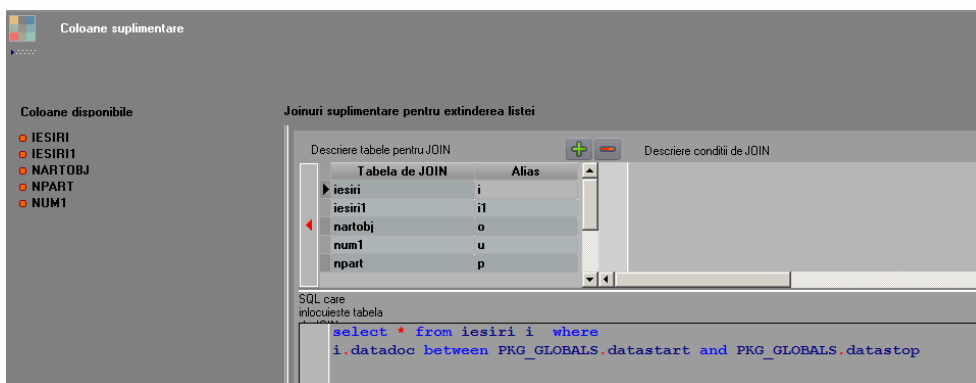 Coloane suplimentare
Coloane disponibile
Joinuri suplimentare pentru extinderea listei
IESIRI
IESIRI1
NARTOBJ
NPART
NUM1
Descriere tabele pentru JOIN
Descriere conditii de JOIN
Tabela de JOIN Alias
iesiri i
iesiri1 i1
nartobj o
num1 u
npart p
SQL care
inlocuieste tabela
select * from iesiri i where
i.datadoc between PKG_GLOBALS.datastart and PKG_GLOBALS.datastop